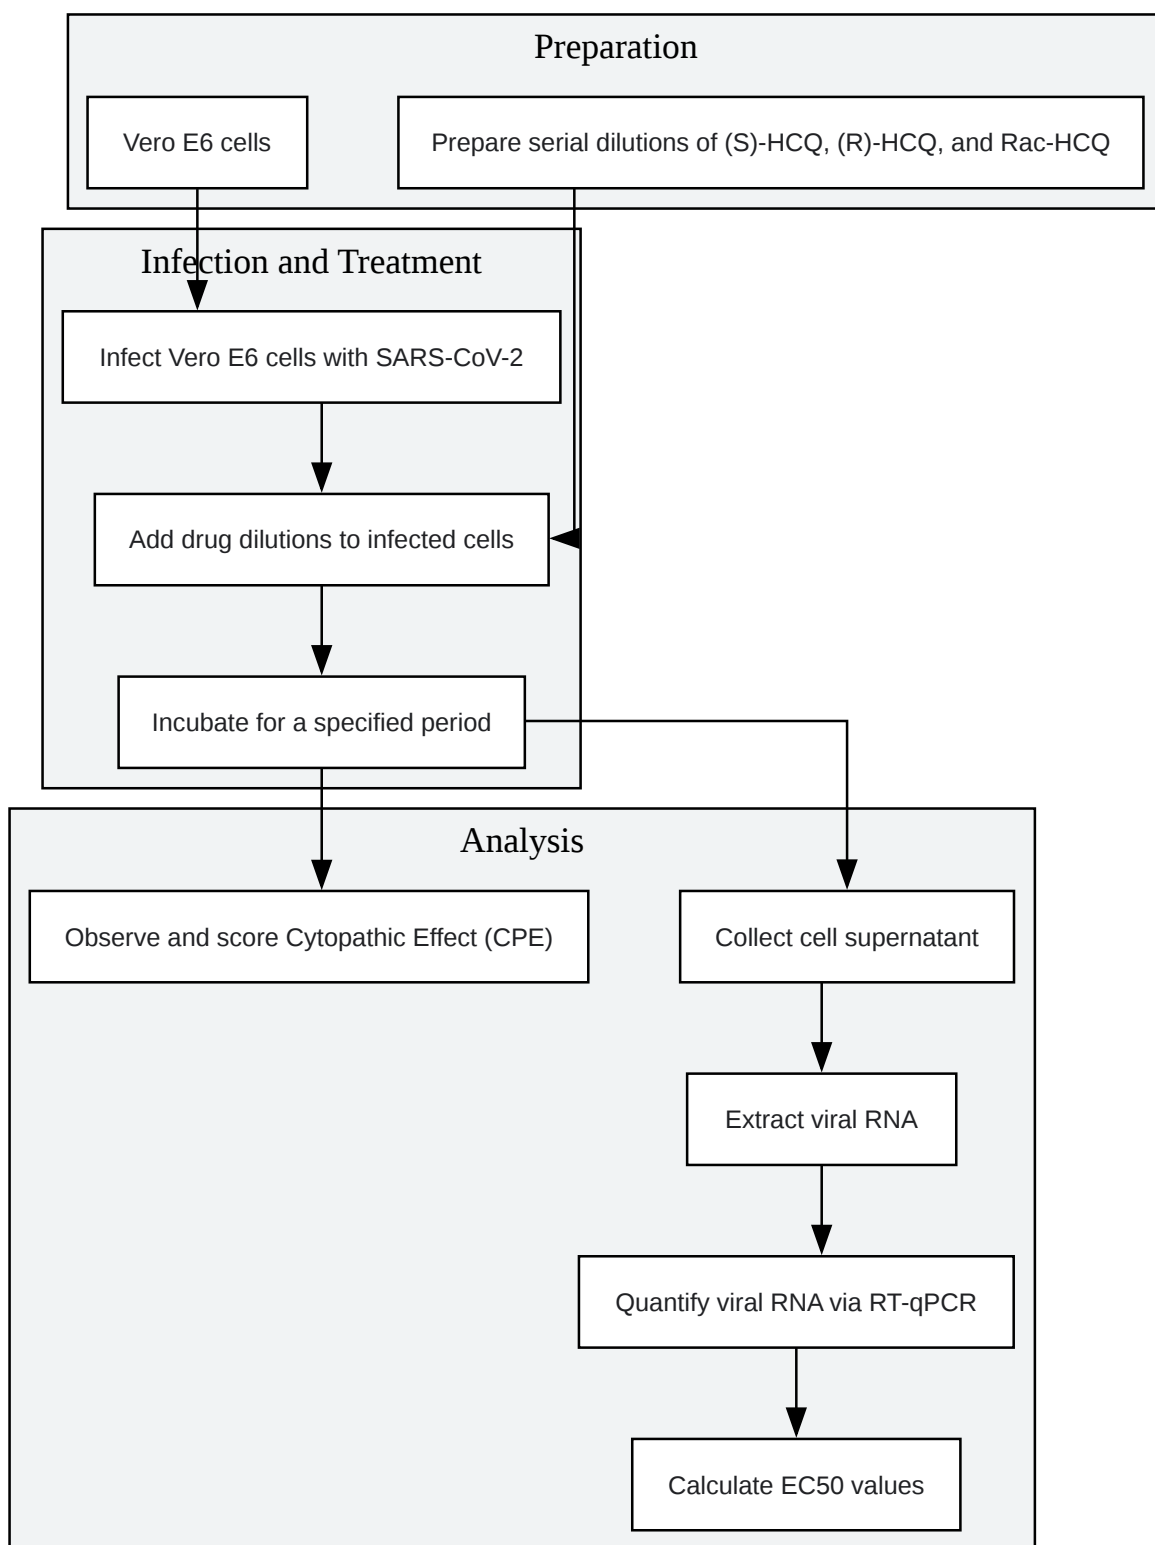 Preparation
Vero E6 cells
Prepare serial dilutions of (S)-HCQ, (R)-HCQ, and Rac-HCQ
Infection and Treatment
Infect Vero E6 cells with SARS-CoV-2
Add drug dilutions to infected cells
Incubate for a specified period
Analysis
Observe and score Cytopathic Effect (CPE)
Collect cell supernatant
Extract viral RNA
Quantify viral RNA via RT-qPCR
Calculate EC50 values